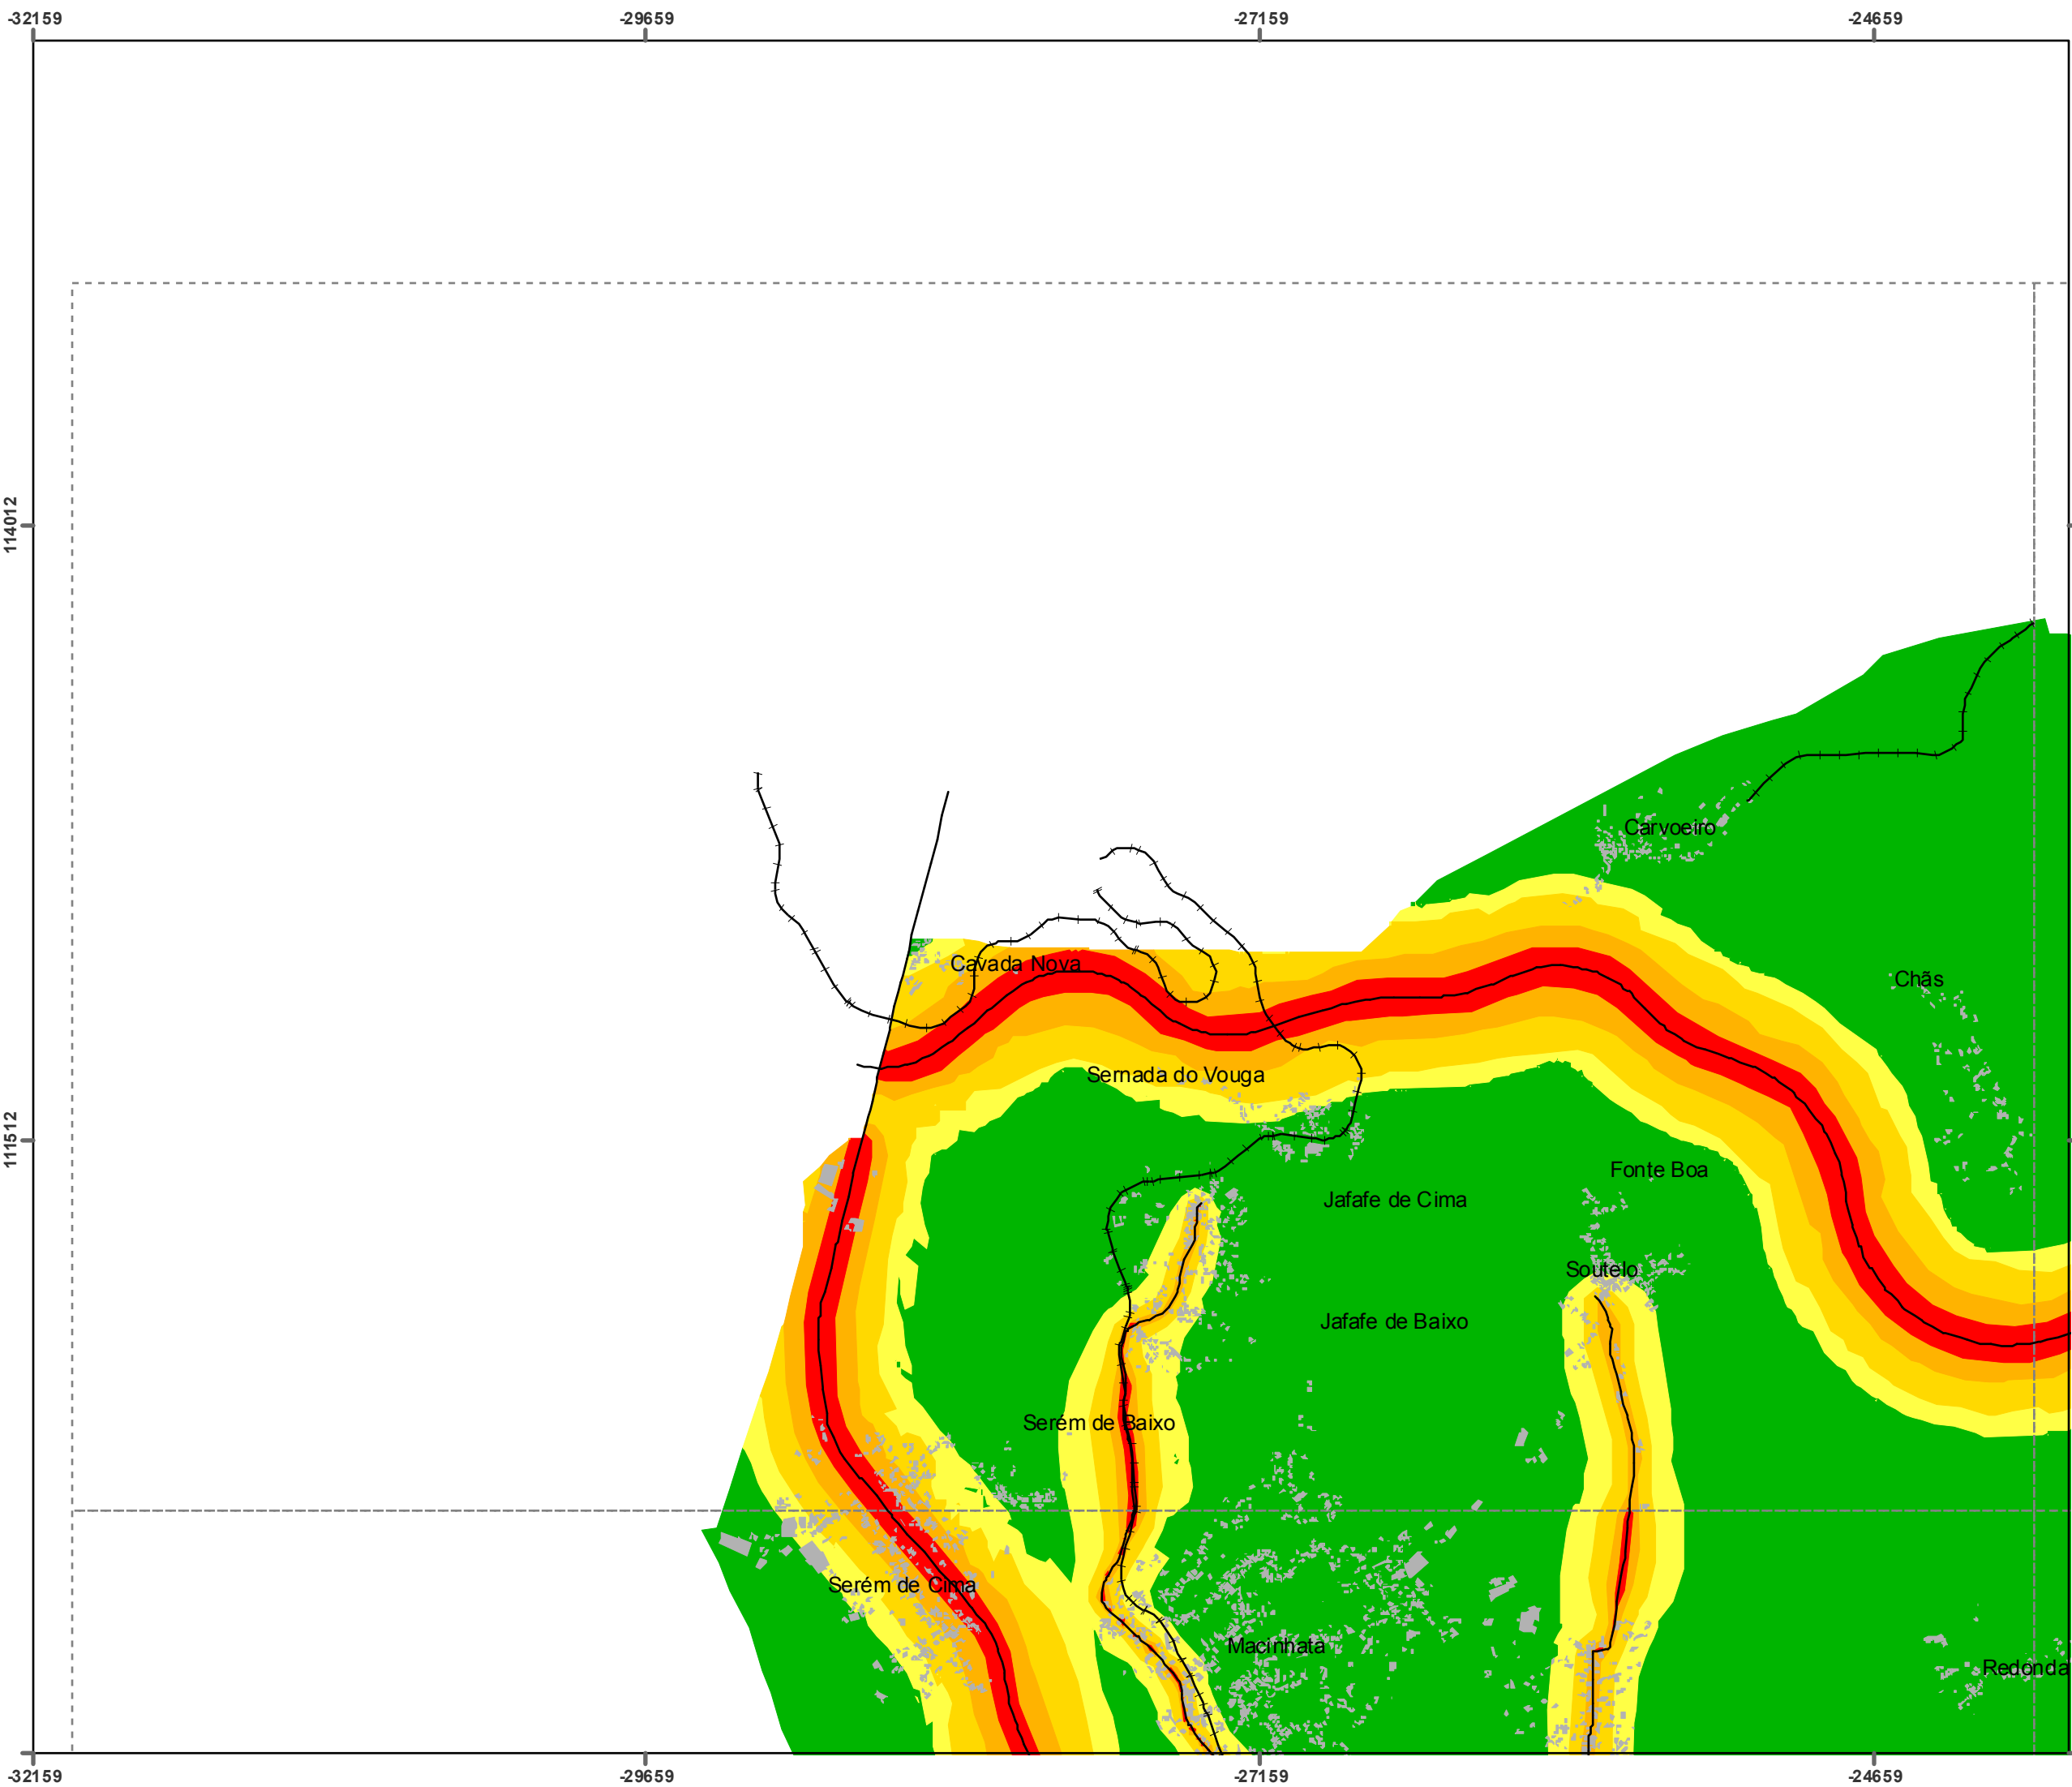 -32159 -29659 -27159 -24659
114012
Carvoeiro
Cavada Nova
Chãs
Sernada do Vouga
111512
Fonte Boa
Jafafe de Cima
Soutelo
Jafafe de Baixo
Serém de Baixo
Serém de Cima
Macinhata
Redonda
-32159 -29659 -27159 -24659